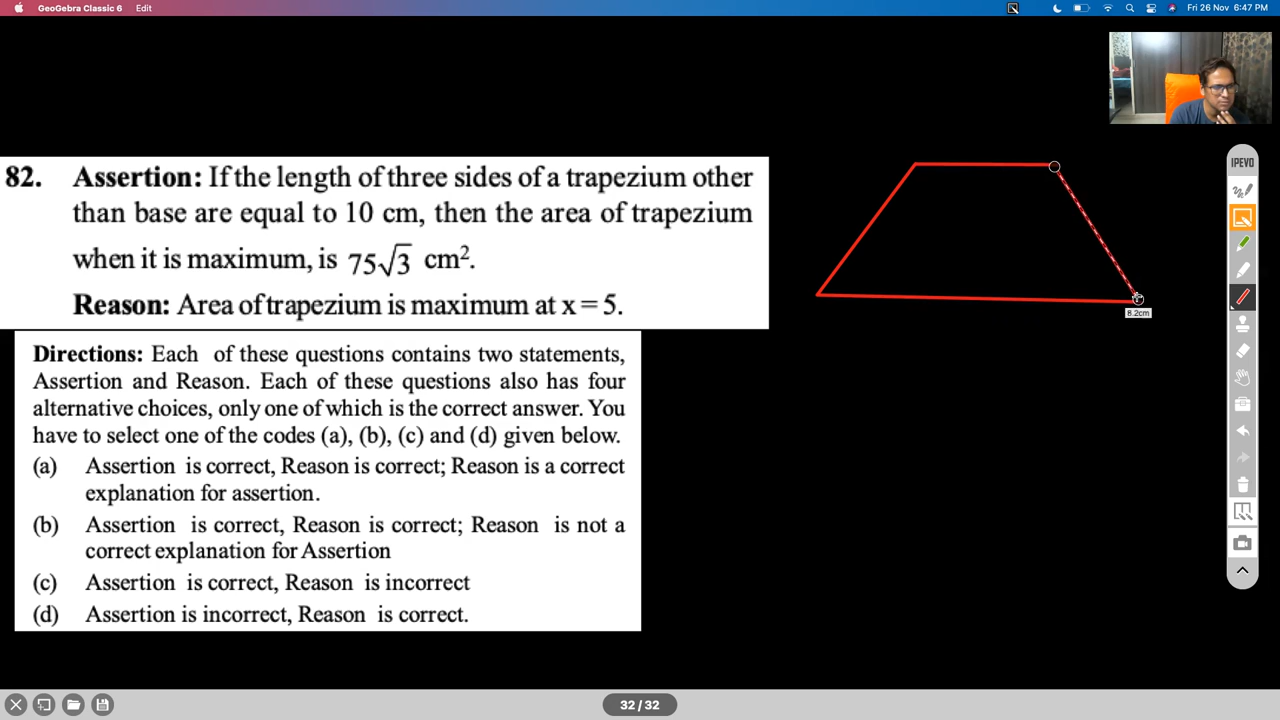 GeoGebra Classic 6 Edit Fri 26 Nov 6:47 PM
82. Assertion: If the length of three sides of a trapezium other
than base are equal to 10 cm, then the area of trapezium
when it is maximum, is 75√3 cm².
Reason: Area of trapezium is maximum at x = 5.
Directions: Each of these questions contains two statements,
Assertion and Reason. Each of these questions also has four
alternative choices, only one of which is the correct answer. You
have to select one of the codes (a), (b), (c) and (d) given below.
(a) Assertion is correct, Reason is correct; Reason is a correct
explanation for assertion.
(b) Assertion is correct, Reason is correct; Reason is not a
correct explanation for Assertion
(c) Assertion is correct, Reason is incorrect
(d) Assertion is incorrect, Reason is correct.
8.2cm
IPEVO
32 / 32